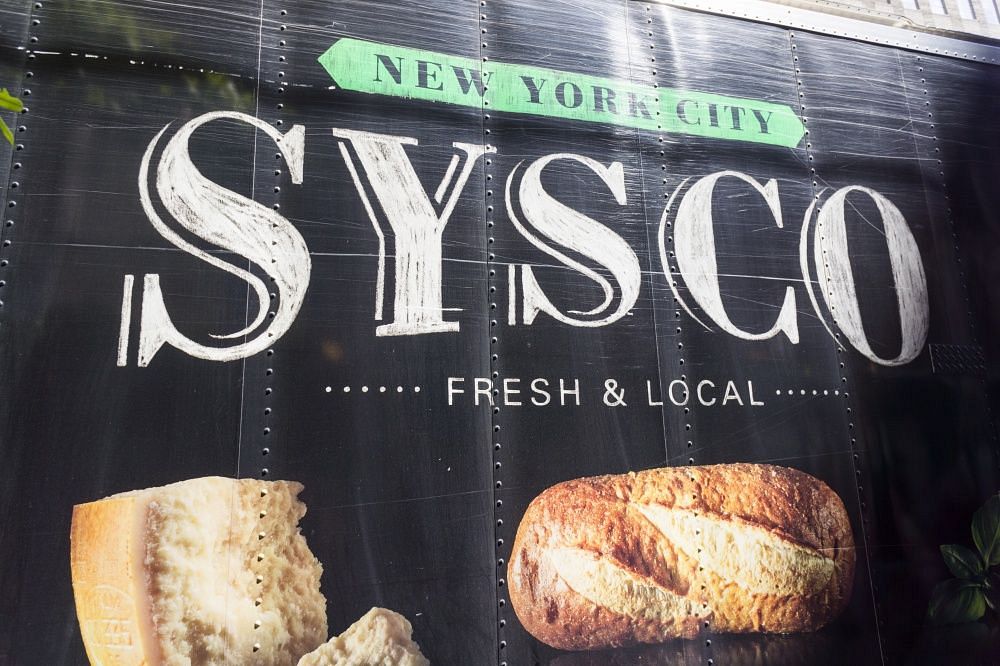 NEW YORK CITY
SYSCO
FRESH & LOCAL